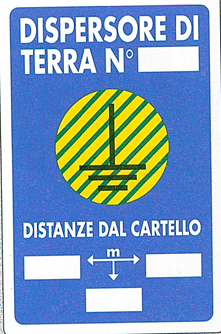 DISPERSORE DI
TERRA N°
DISTANZE DAL CARTELLO
m